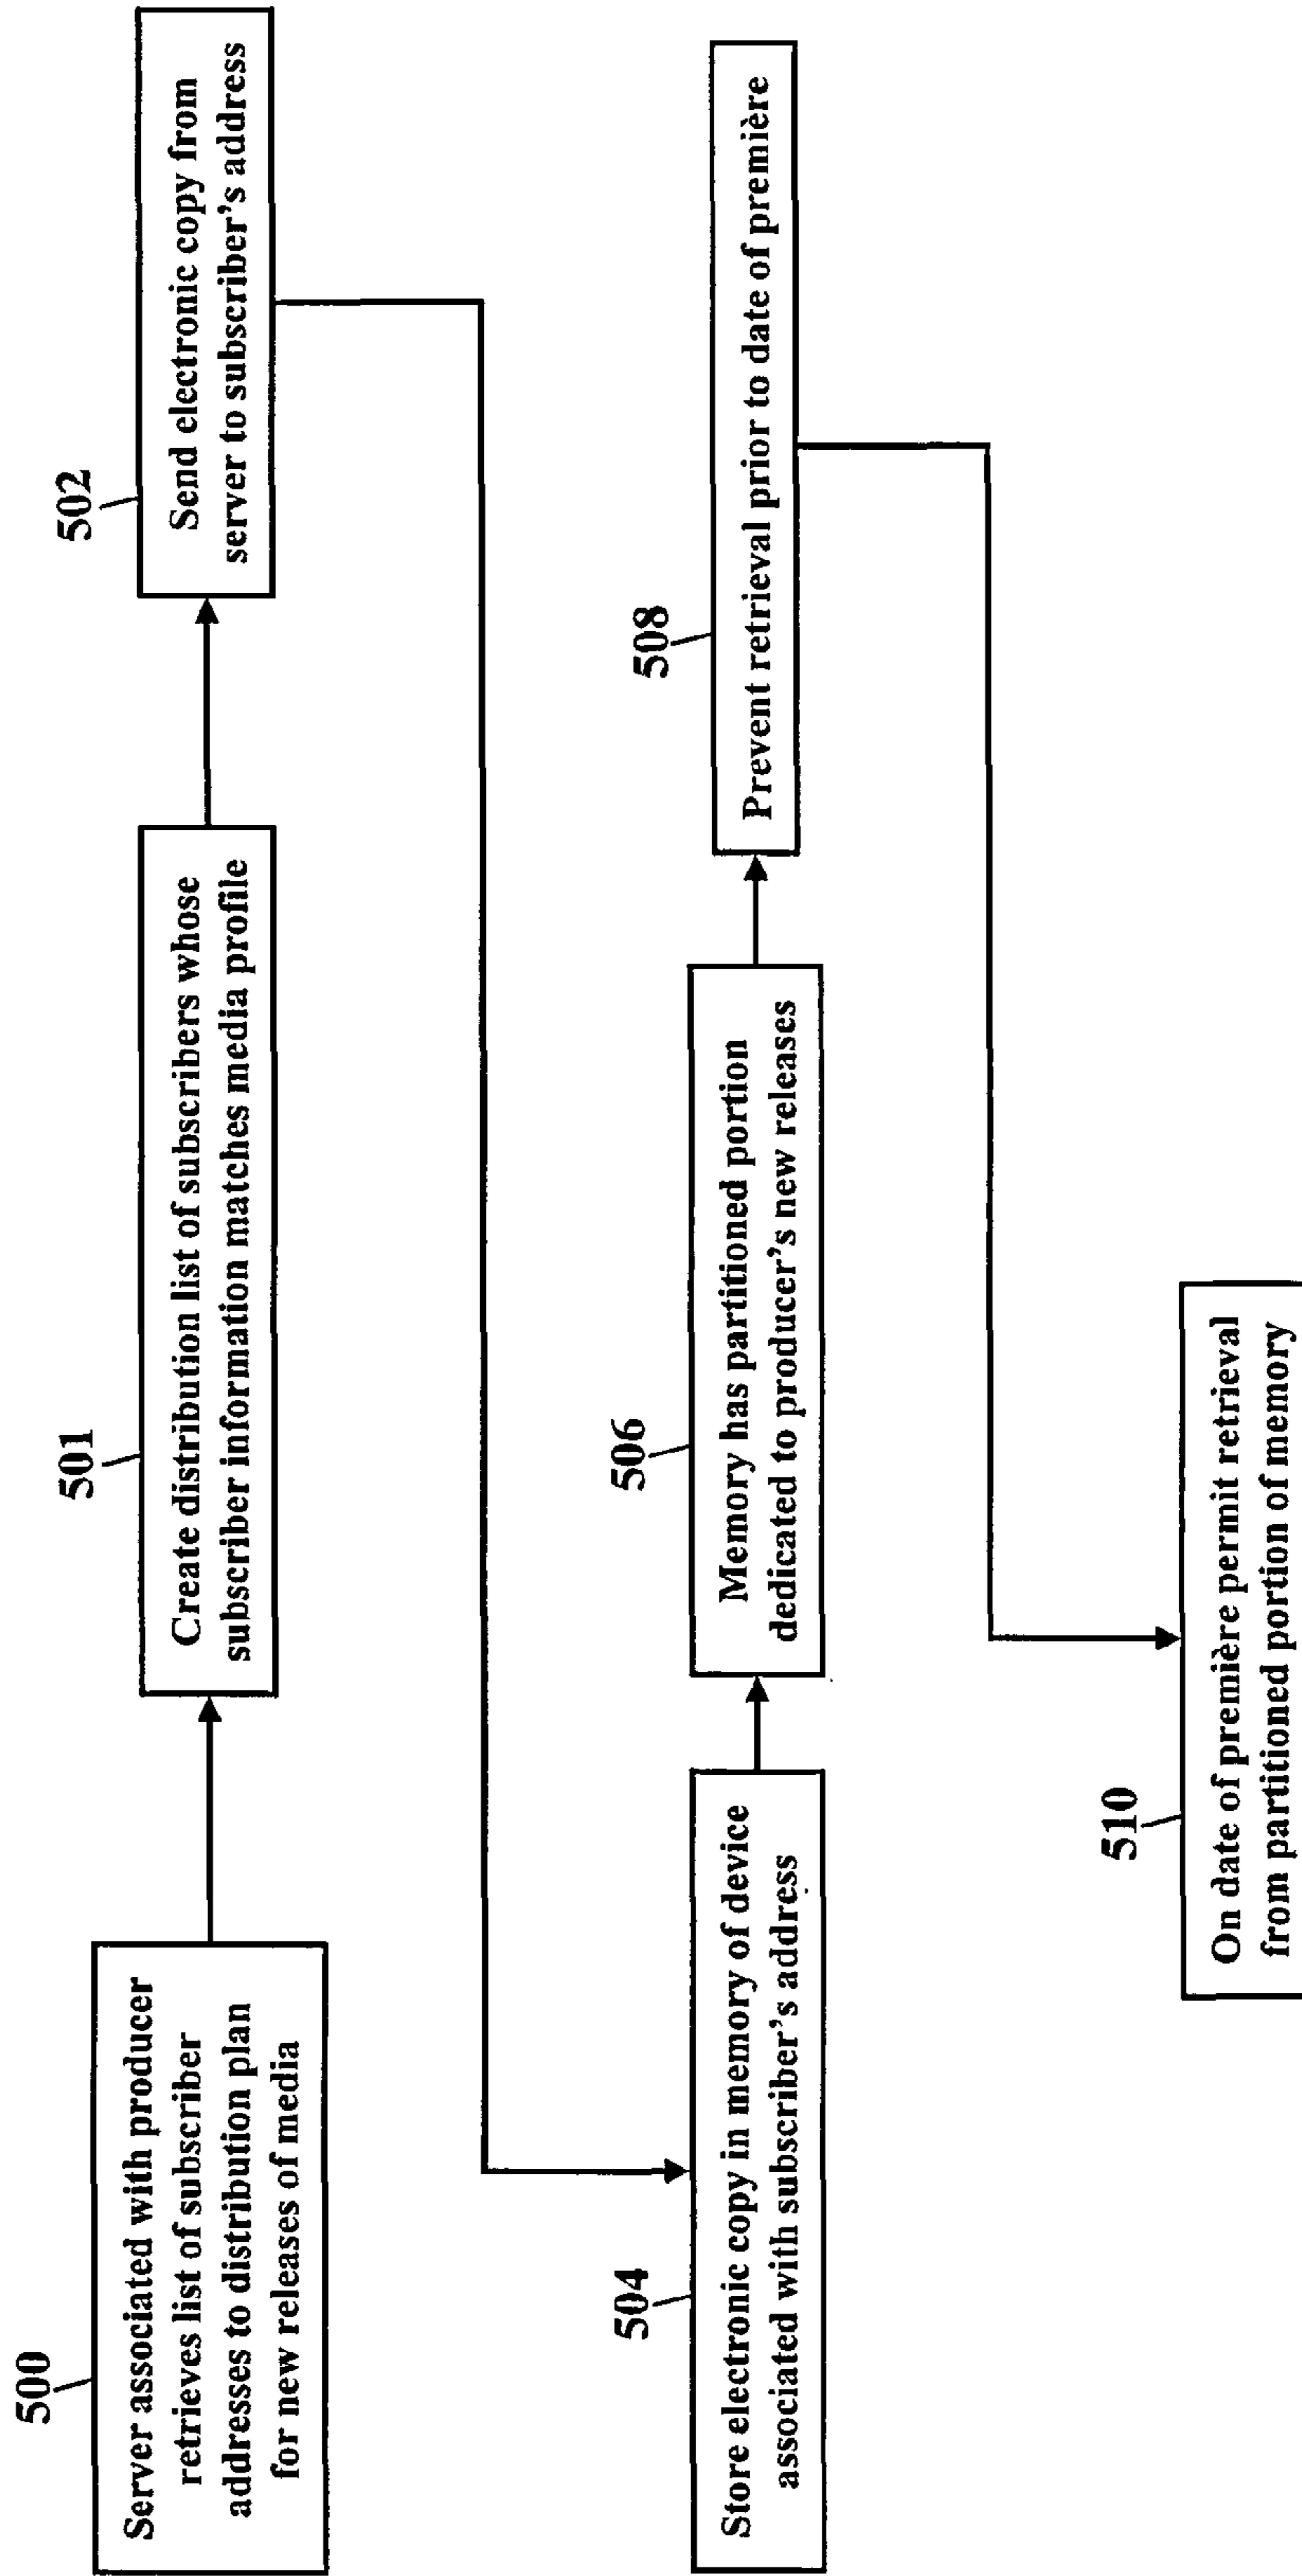 500
Server associated with producer
retrieves list of subscriber
addresses to distribution plan
for new releases of media
501
Create distribution list of subscribers whose
subscriber information matches media profile
502
Send electronic copy from
server to subscriber's address
504
Store electronic copy in memory of device
associated with subscriber's address
506
Memory has partitioned portion
dedicated to producer's new releases
508
Prevent retrieval prior to date of première
510
On date of première permit retrieval
from partitioned portion of memory